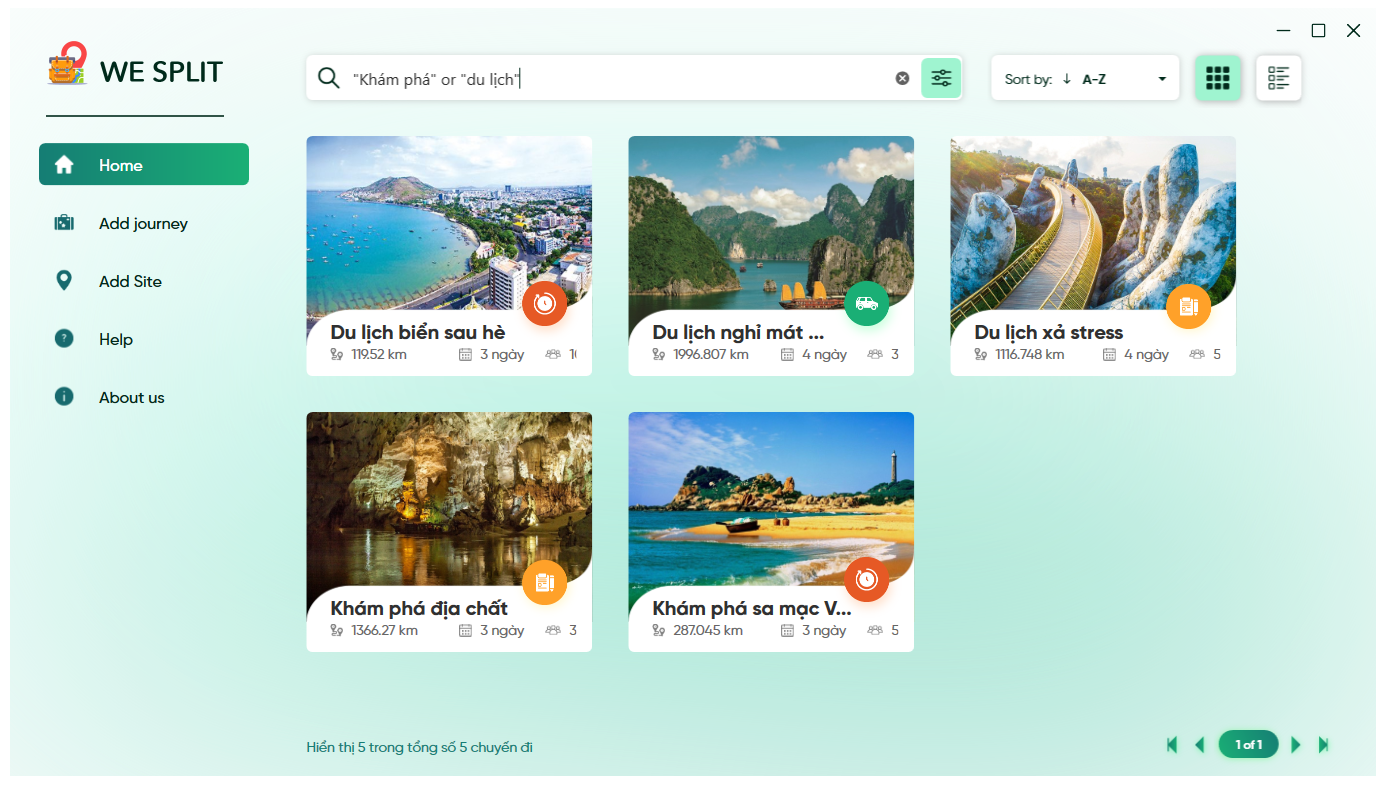 WE SPLIT
"Khám phá" or "du lịch"
Sort by: ↓ A-Z
Home
Add journey
Add Site
Help
About us
Du lịch biển sau hè
119.52 km 3 ngày
Du lịch nghỉ mát ...
1996.807 km 4 ngày 3
Du lịch xả stress
1116.748 km 4 ngày 5
Khám phá địa chất
1366.27 km 3 ngày 3
Khám phá sa mạc V...
287.045 km 3 ngày 5
Hiển thị 5 trong tổng số 5 chuyến đi
1 of 1